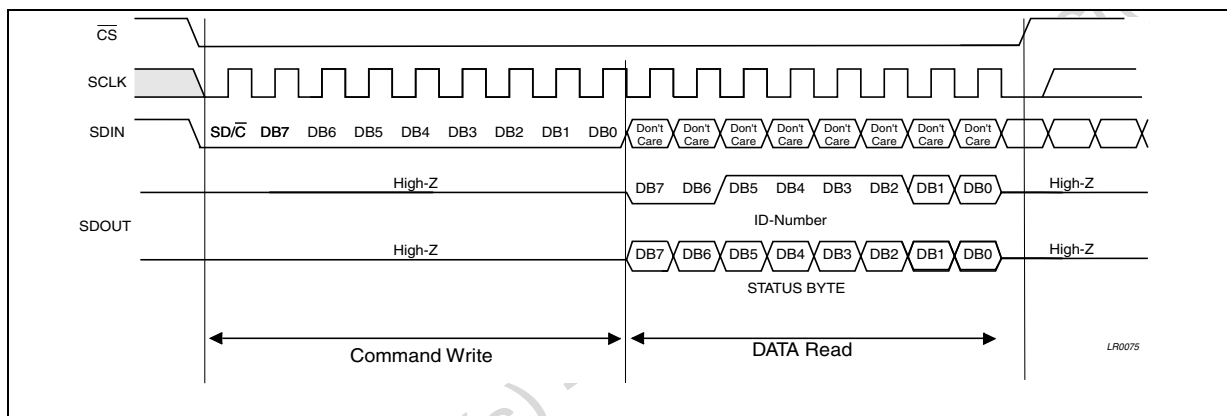 CS
SCLK
SDIN SD/C DB7 DB6 DB5 DB4 DB3 DB2 DB1 DB0 Don't Care Don't Care Don't Care Don't Care Don't Care Don't Care Don't Care Don't Care
High-Z DB7 DB6 DB5 DB4 DB3 DB2 DB1 DB0 High-Z
SDOUT
ID-Number
High-Z DB7 DB6 DB5 DB4 DB3 DB2 DB1 DB0 High-Z
STATUS BYTE
Command Write DATA Read
LR0075